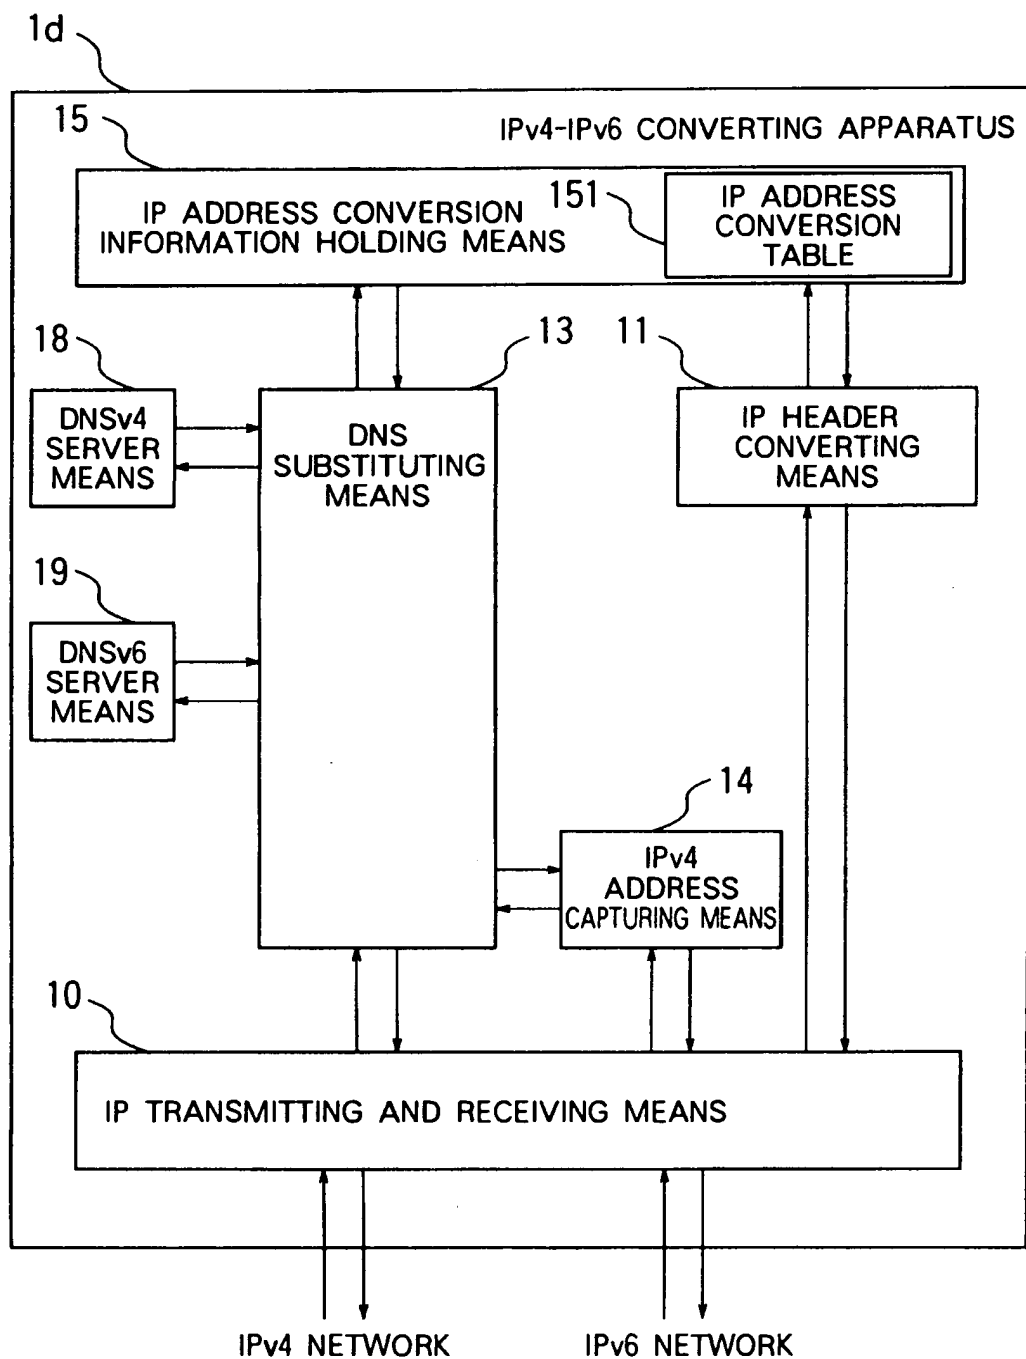 1d
IPv4-IPv6 CONVERTING APPARATUS
15
IP ADDRESS CONVERSION
INFORMATION HOLDING MEANS
151
IP ADDRESS
CONVERSION
TABLE
18
13
11
DNSv4
SERVER
MEANS
DNS
SUBSTITUTING
MEANS
IP HEADER
CONVERTING
MEANS
19
DNSv6
SERVER
MEANS
14
IPv4
ADDRESS
CAPTURING MEANS
10
IP TRANSMITTING AND RECEIVING MEANS
IPv4 NETWORK
IPv6 NETWORK